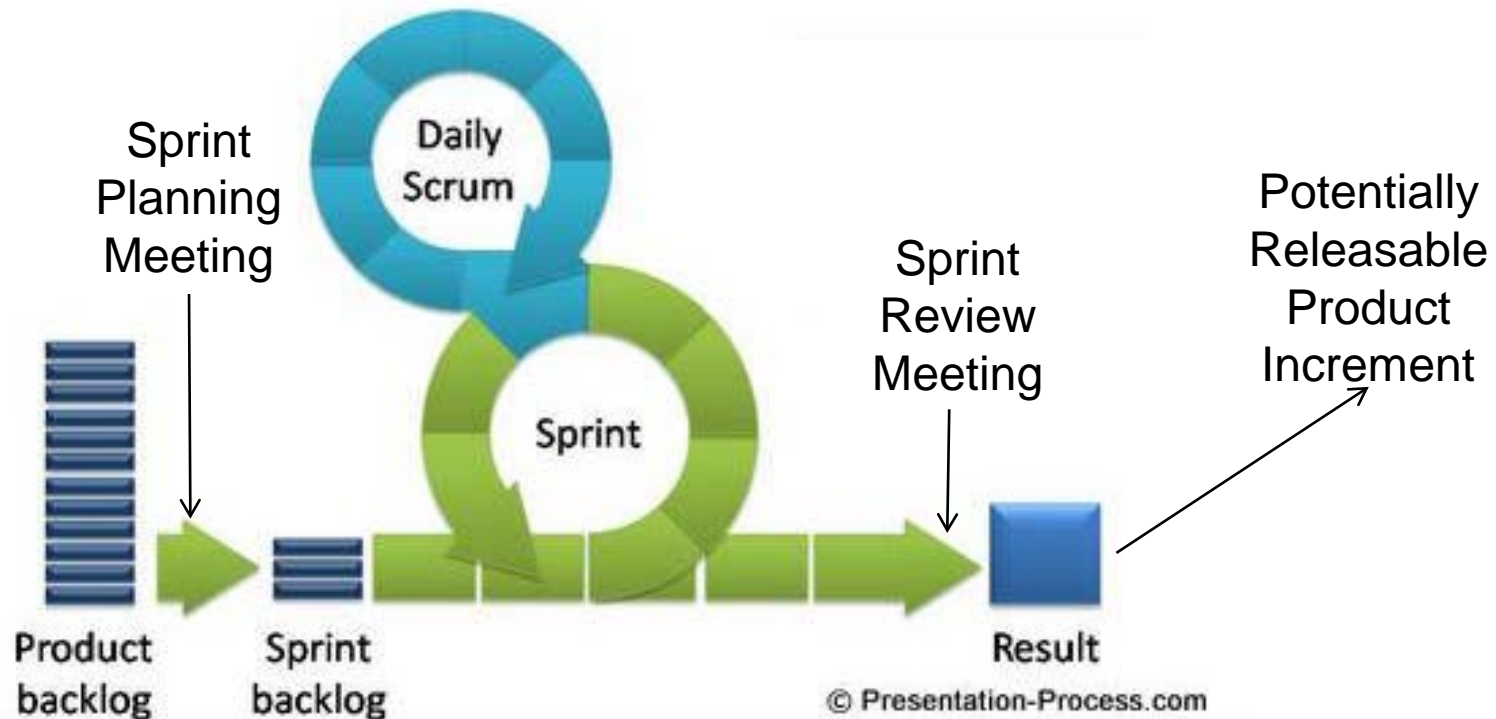 Sprint
Planning
Meeting
Daily
Scrum
Sprint
Sprint
Review
Meeting
Potentially
Releasable
Product
Increment
Product
backlog
Sprint
backlog
Result
© Presentation-Process.com